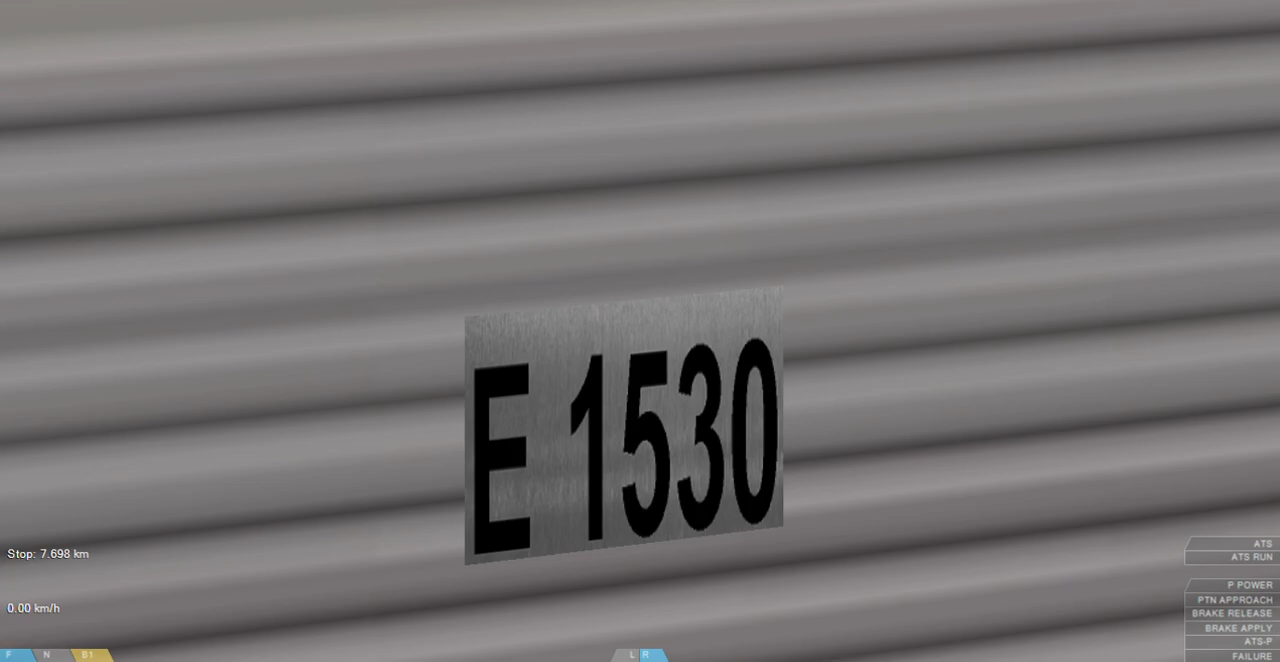 E 1530
Stop: 7.698 km
0.00 km/h
F N B1
L R
ATS
ATS RUN
P POWER
PTN APPROACH
BRAKE RELEASE
BRAKE APPLY
ATS-P
FAILURE